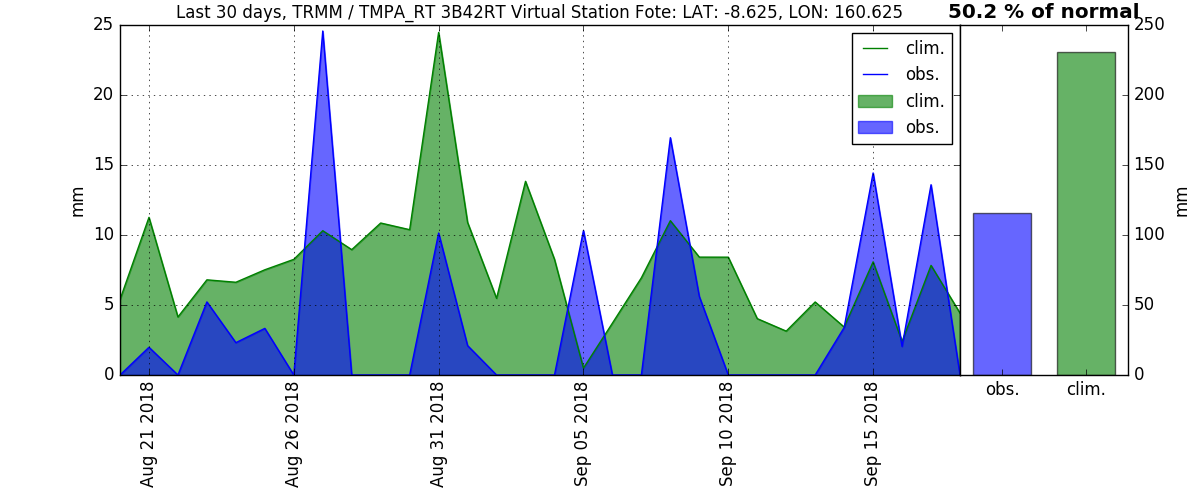 Last 30 days, TRMM / TMPA_RT 3B42RT Virtual Station Fote: LAT: -8.625, LON: 160.625
50.2 % of normal
25
20
15
10
5
0
mm
clim.
obs.
clim.
obs.
Aug 21 2018
Aug 26 2018
Aug 31 2018
Sep 05 2018
Sep 10 2018
Sep 15 2018
250
200
150
100
50
0
mm
obs.
clim.